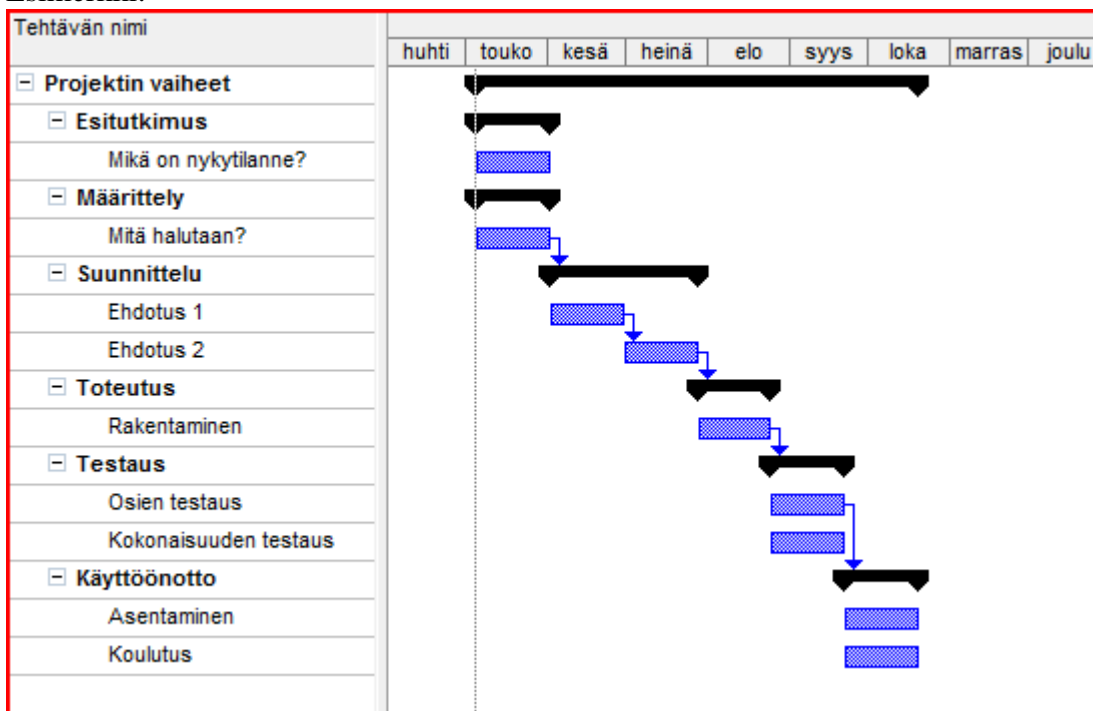 Tehtävän nimi
huhti touko kesä heinä elo syys loka marras joulu
Projektin vaiheet
Esitutkimus
Mikä on nykytilanne?
Määrittely
Mitä halutaan?
Suunnittelu
Ehdotus 1
Ehdotus 2
Toteutus
Rakentaminen
Testaus
Osien testaus
Kokonaisuuden testaus
Käyttöönotto
Asentaminen
Koulutus